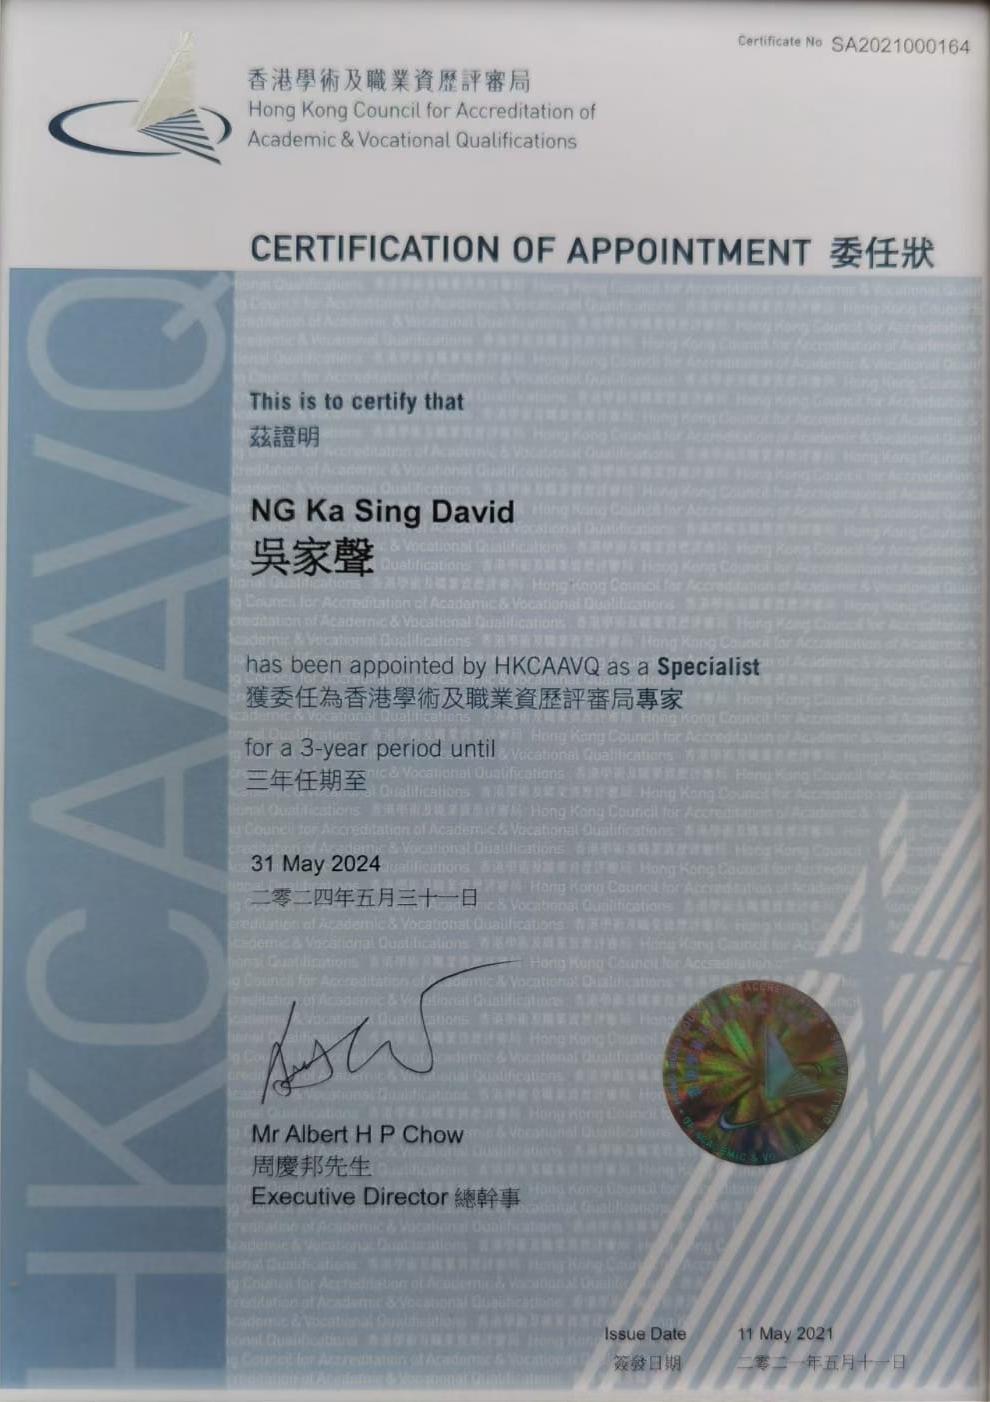 Certificate No SA2021000164
香港學術及職業資歷評審局
Hong Kong Council for Accreditation of
Academic & Vocational Qualifications
CERTIFICATION OF APPOINTMENT 委任狀
HKCAAVQ
This is to certify that
茲證明
NG Ka Sing David
吳家聲
has been appointed by HKCAAVQ as a Specialist
獲委任為香港學術及職業資歷評審局專家
for a 3-year period until
三年任期至
31 May 2024
二零二四年五月三十一日
Mr Albert H P Chow
周慶邦先生
Executive Director 總幹事
Issue Date 11 May 2021
簽發日期 二零二一年五月十一日